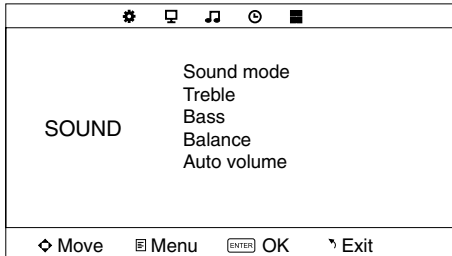 Sound mode
Treble
Bass
SOUND
Balance
Auto volume
Move Menu ENTER OK Exit